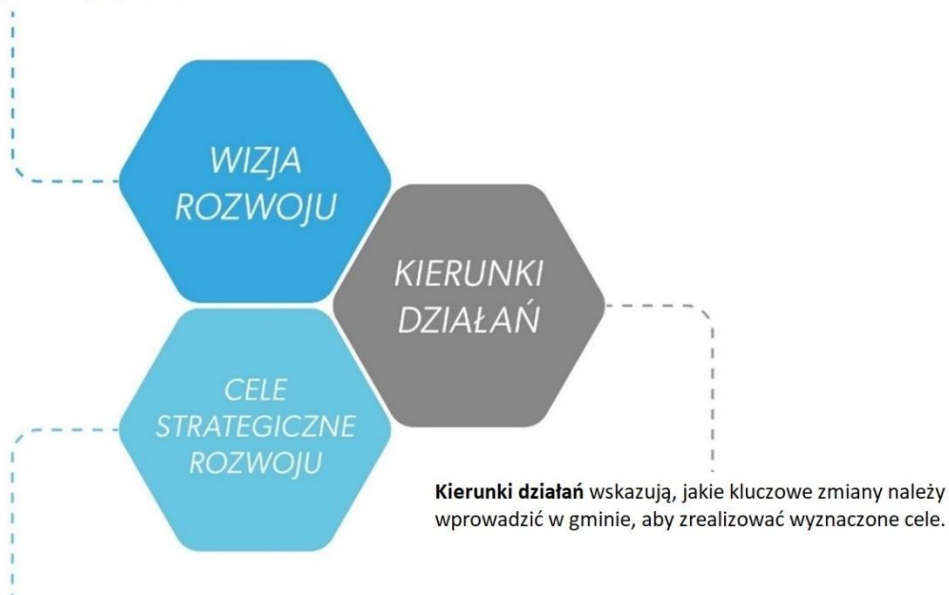 WIZJA
ROZWOJU
KIERUNKI
DZIAŁAŃ
CELE
STRATEGICZNE
ROZWOJU
Kierunki działań wskazują, jakie kluczowe zmiany należy
wprowadzić w gminie, aby zrealizować wyznaczone cele.